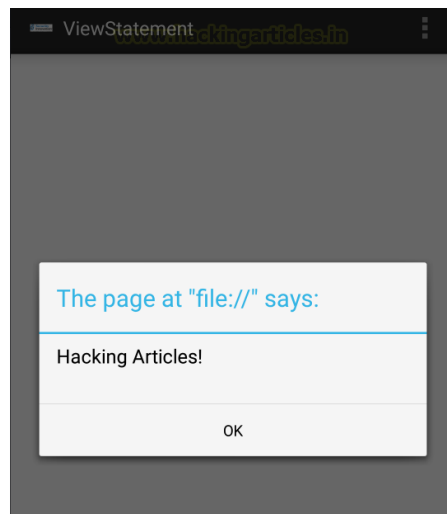 ViewStatement
www.hackingarticles.in
The page at "file://" says:
Hacking Articles!
OK